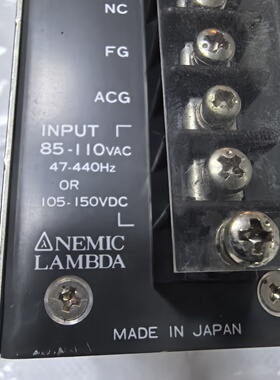 NC
FG
ACG
INPUT
85-110VAC
47-440Hz
OR
105-150VDC
NEMIC
LAMBDA
MADE IN JAPAN